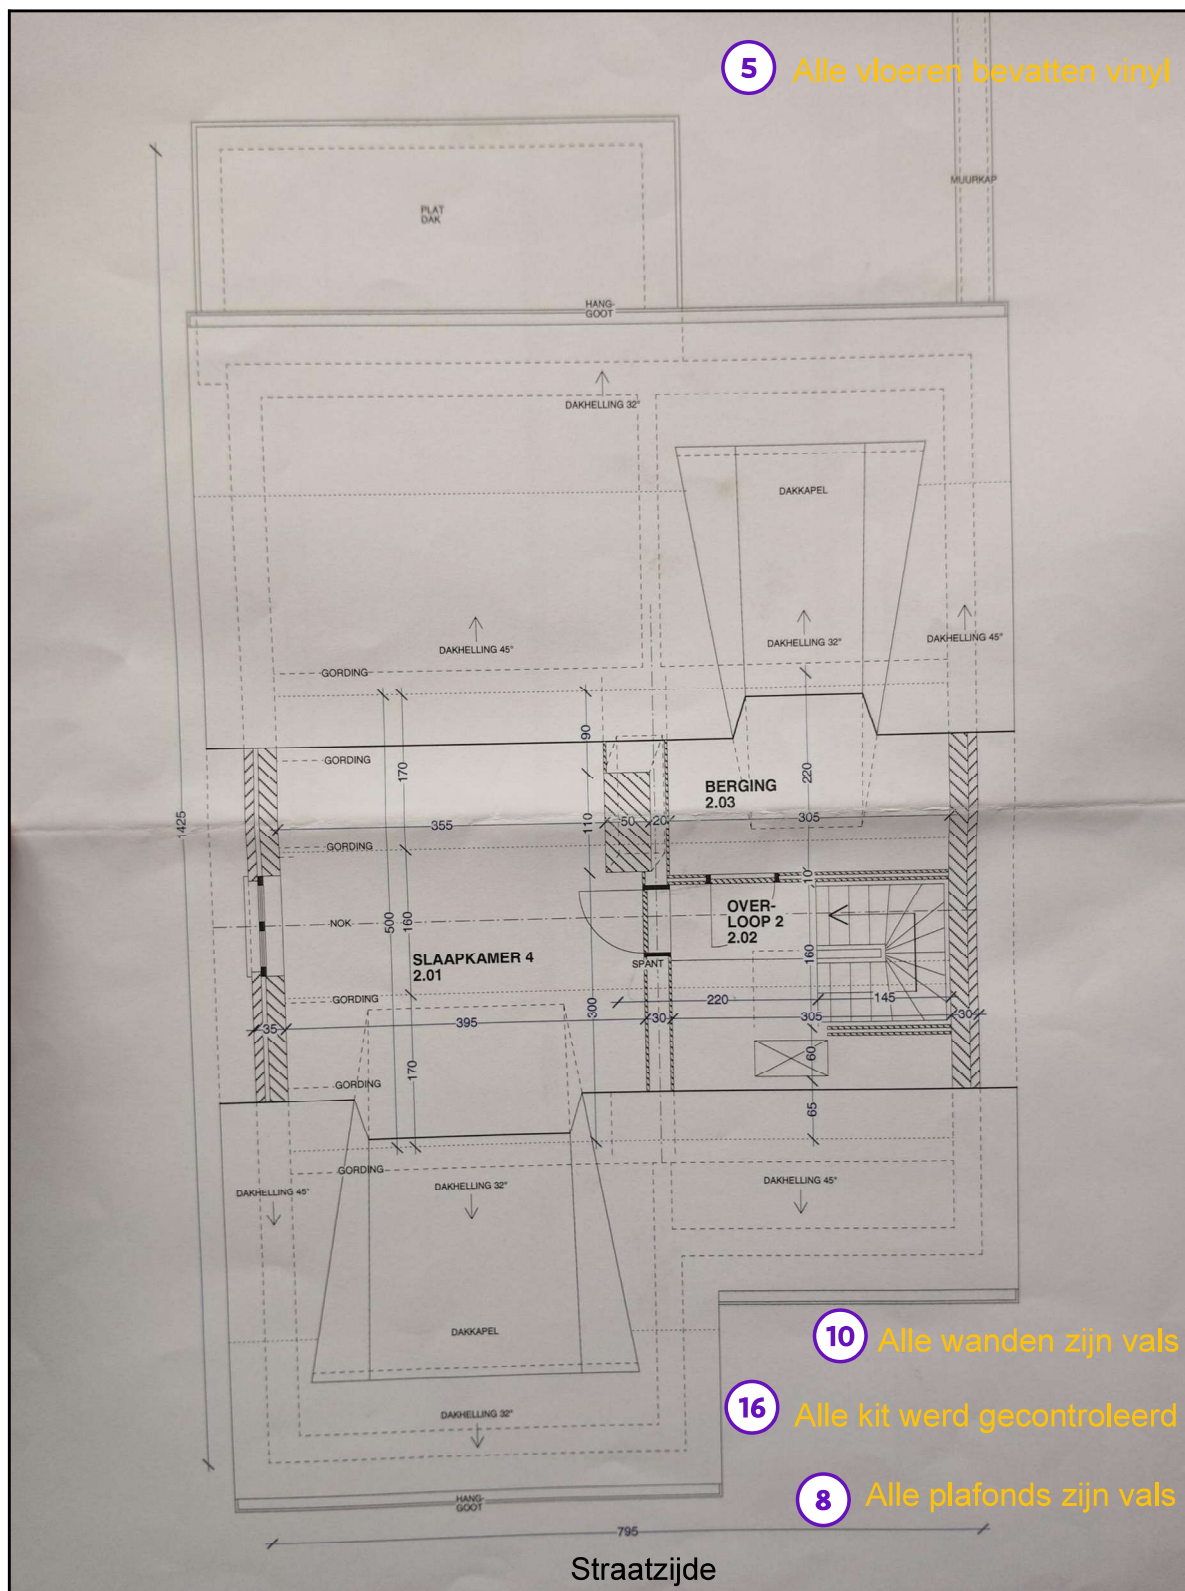 5 Alle vloeren bevatten vinyl
MUURKAP
PLAT
DAK
HANG-
GOOT
DAKHELLING 32°
DAKKAPEL
DAKHELLING 45°
DAKHELLING 32°
DAKHELLING 45°
GORDING
GORDING
90
170
220
BERGING
2.03
1425
355
110
50
20
305
GORDING
10
OVER-
LOOP 2
2.02
NOK
500
160
160
SLAAPKAMER 4
2.01
SPANT
GORDING
220
145
35
395
300
30
305
30
60
170
GORDING
65
GORDING
DAKHELLING 45°
DAKHELLING 32°
DAKHELLING 45°
DAKKAPEL
10 Alle wanden zijn vals
16 Alle kit werd gecontroleerd
DAKHELLING 32°
8 Alle plafonds zijn vals
HANG-
GOOT
795
Straatzijde